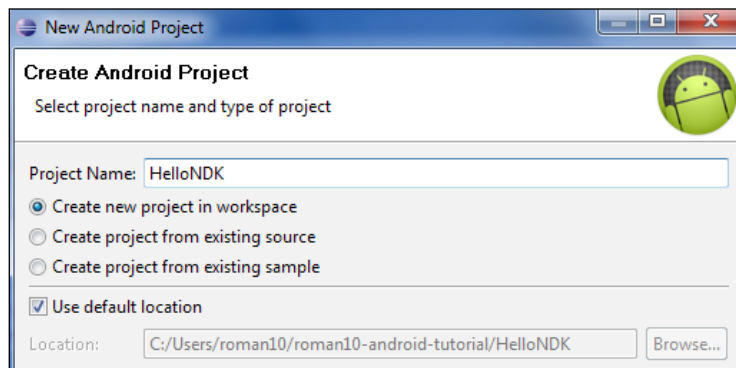 New Android Project
Create Android Project
Select project name and type of project
Project Name: HelloNDK
Create new project in workspace
Create project from existing source
Create project from existing sample
Use default location
Location: C:/Users/roman10/roman10-android-tutorial/HelloNDK Browse...